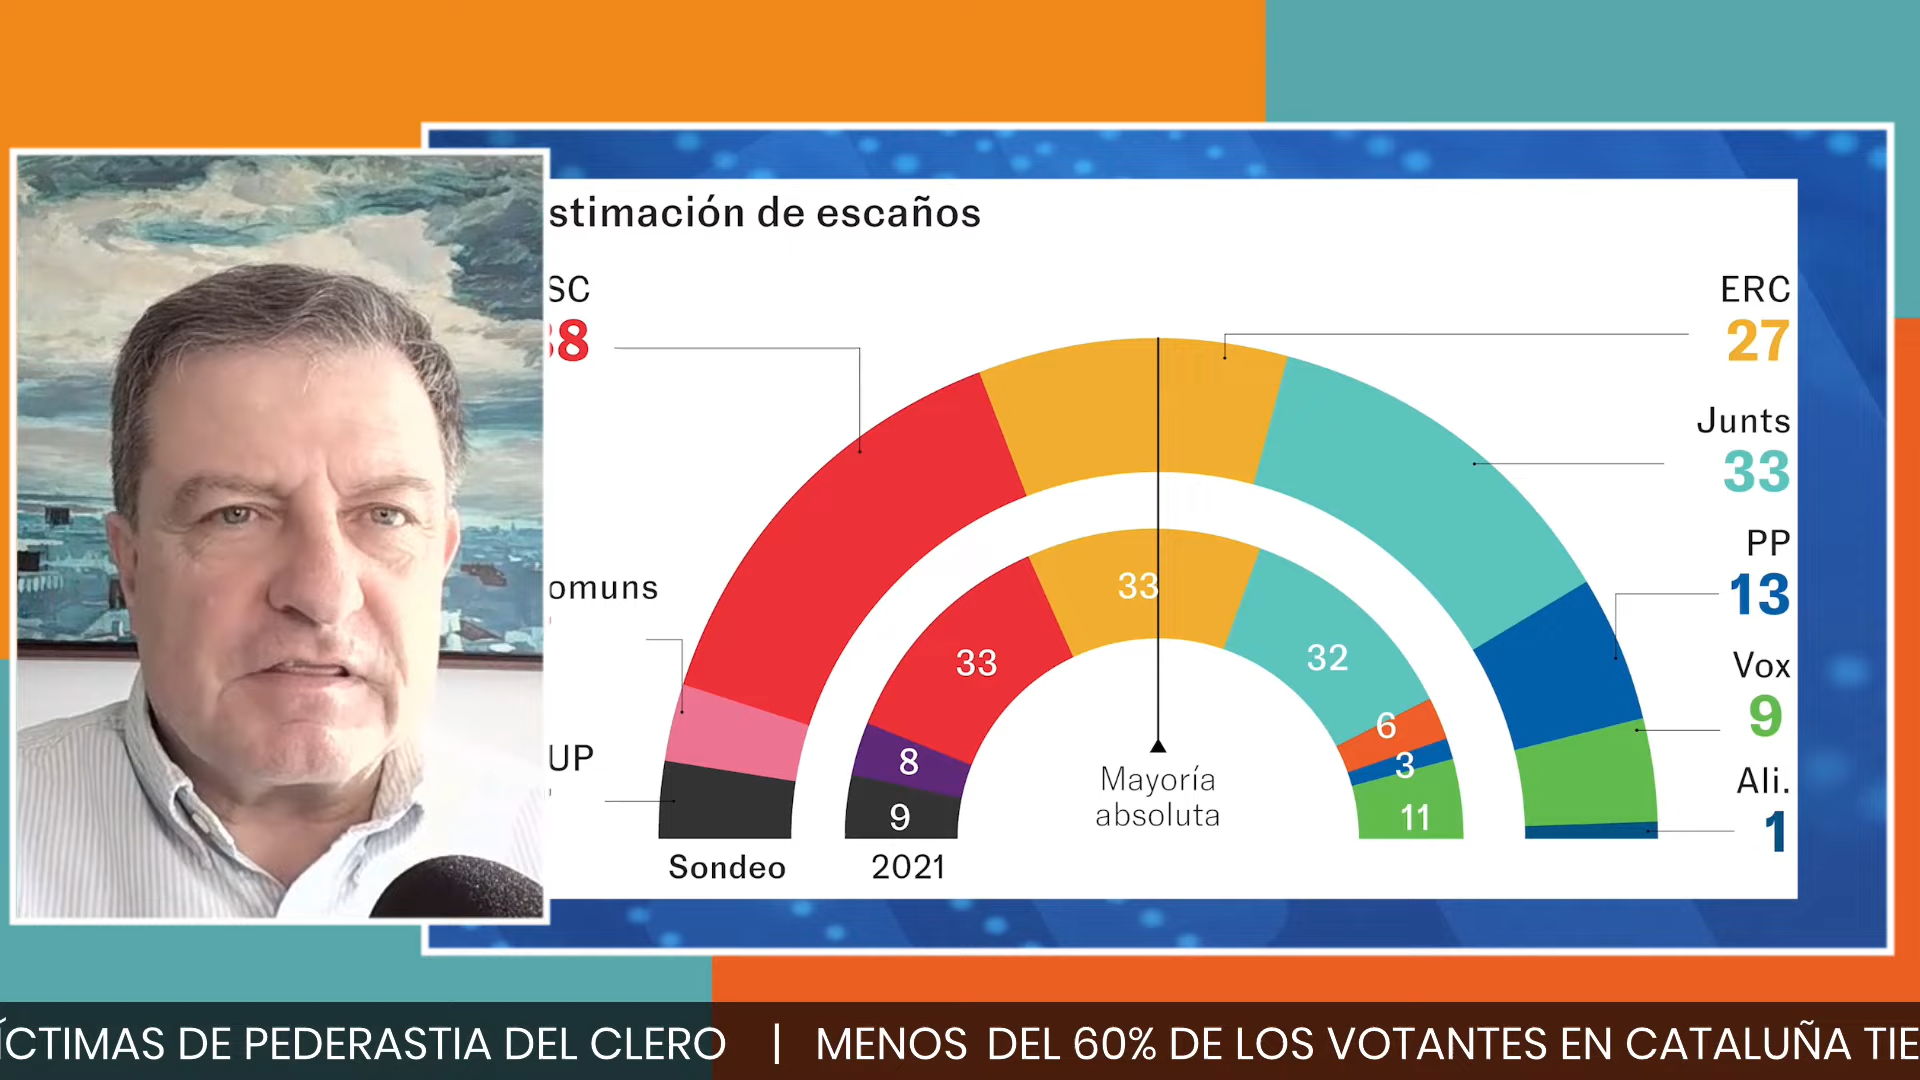 stimación de escaños
SC
38
omuns
UP
ERC
27
Junts
33
PP
13
Vox
9
Ali.
1
33
33
32
8
9
6
3
11
Mayoría
absoluta
Sondeo
2021
ÍCTIMAS DE PEDERASTIA DEL CLERO | MENOS DEL 60% DE LOS VOTANTES EN CATALUÑA TIE